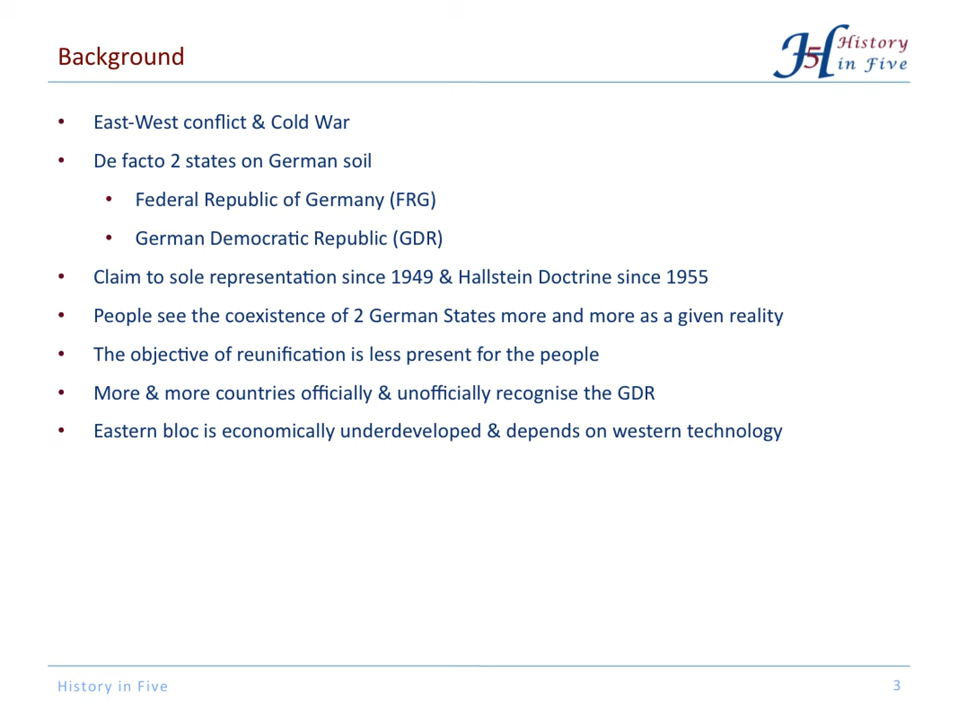 Background
H5
History
in Five
• East-West conflict & Cold War
• De facto 2 states on German soil
• Federal Republic of Germany (FRG)
• German Democratic Republic (GDR)
• Claim to sole representation since 1949 & Hallstein Doctrine since 1955
• People see the coexistence of 2 German States more and more as a given reality
• The objective of reunification is less present for the people
• More & more countries officially & unofficially recognise the GDR
• Eastern bloc is economically underdeveloped & depends on western technology
History in Five
3